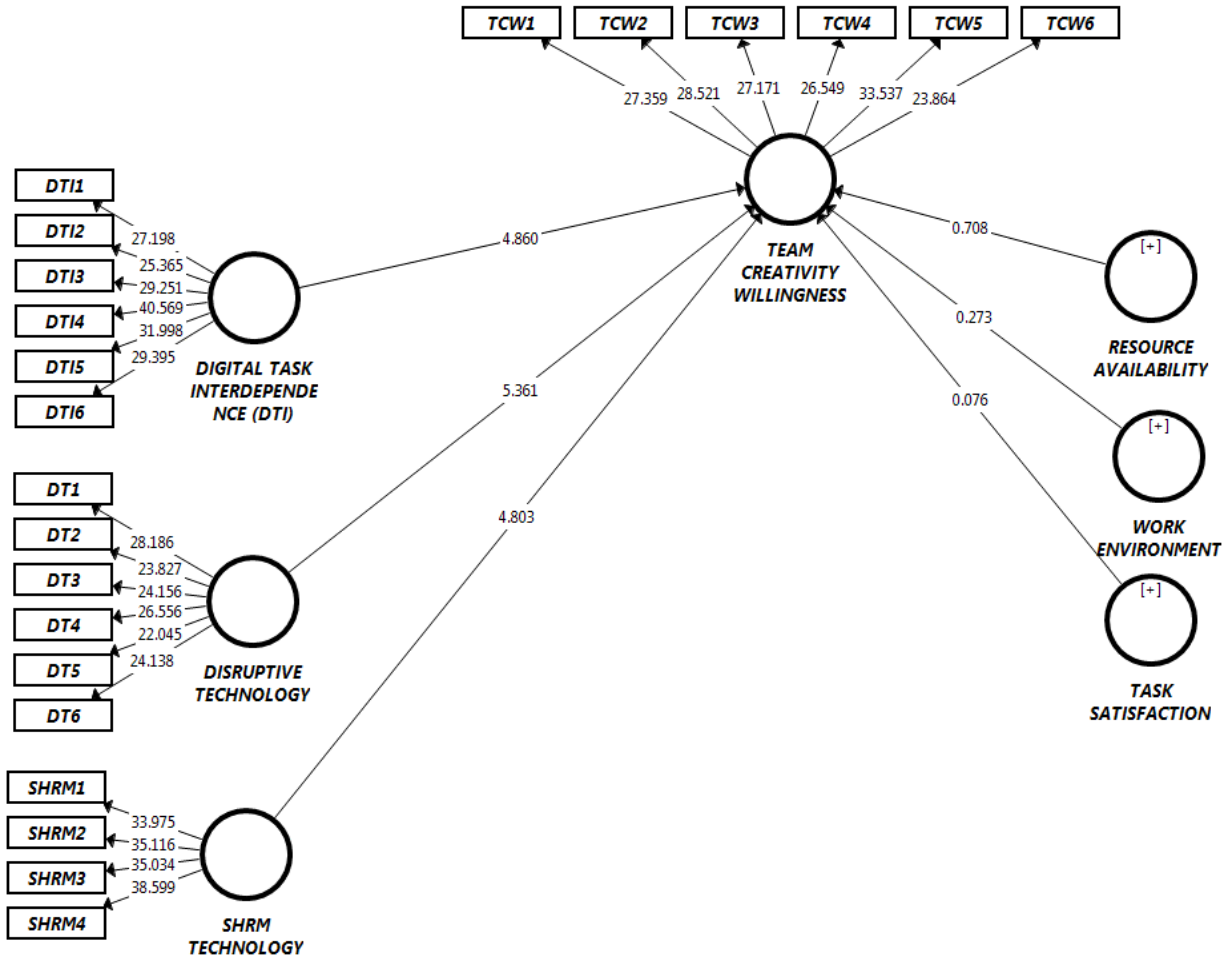 TCW1
TCW2
TCW3
TCW4
TCW5
TCW6
27.359
28.521
27.171
26.549
33.537
23.864
TEAM
CREATIVITY
WILLINGNESS
DTI1
DTI2
DTI3
DTI4
DTI5
DTI6
27.198
25.365
29.251
40.569
31.998
29.395
DIGITAL TASK
INTERDEPENDE
NCE (DTI)
4.860
DT1
DT2
DT3
DT4
DT5
DT6
28.186
23.827
24.156
26.556
22.045
24.138
DISRUPTIVE
TECHNOLOGY
5.361
SHRM1
SHRM2
SHRM3
SHRM4
33.975
35.116
35.034
38.599
SHRM
TECHNOLOGY
4.803
0.708
[+]
RESOURCE
AVAILABILITY
0.273
[+]
WORK
ENVIRONMENT
0.076
[+]
TASK
SATISFACTION